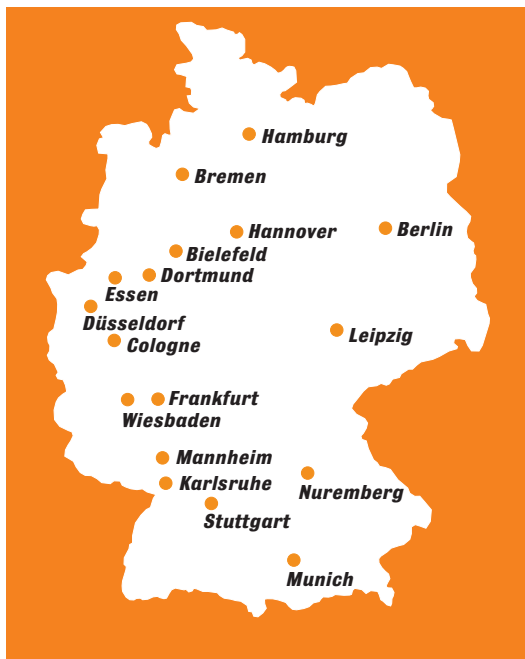 Hamburg
Bremen
Hannover
Berlin
Bielefeld
Dortmund
Essen
Düsseldorf
Leipzig
Cologne
Frankfurt
Wiesbaden
Mannheim
Karlsruhe
Nuremberg
Stuttgart
Munich